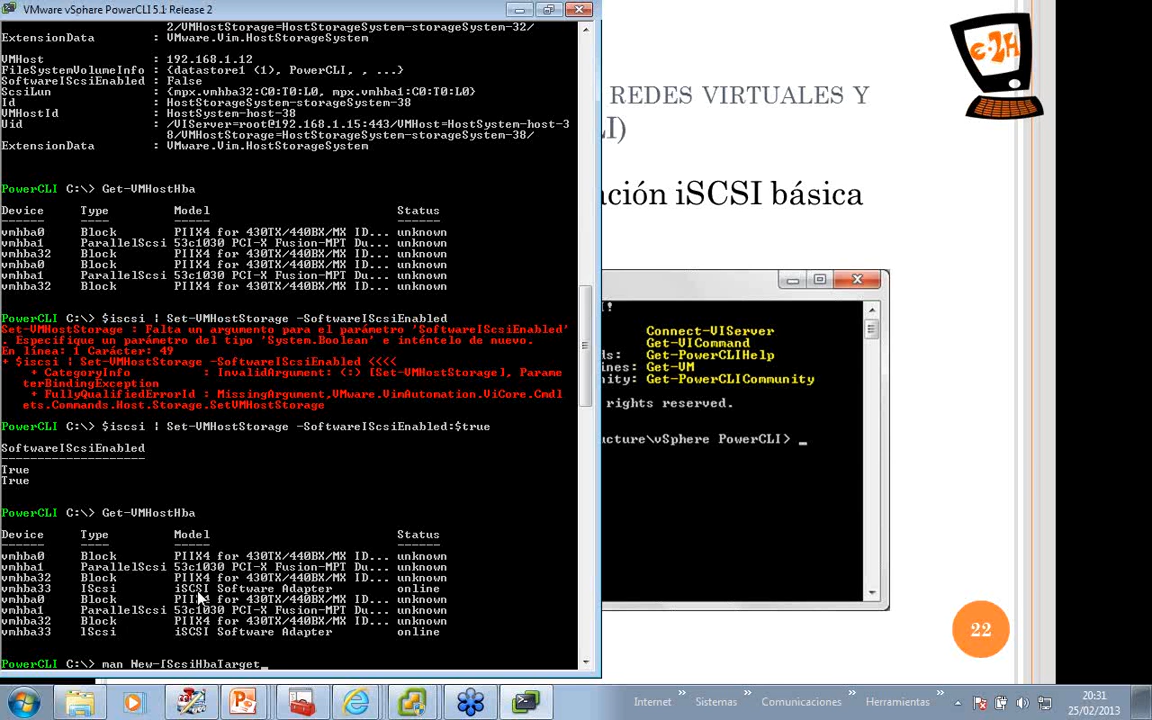 VMware vSphere PowerCLI 5.1 Release 2
2/VMHostStorage=HostStorageSystem-storageSystem-32/
ExtensionData : VMware.Vim.HostStorageSystem
VMHost : 192.168.1.12
FileSystemVolumeInfo : {datastore1 (1), PowerCLI, , ...}
SoftwareIScsiEnabled : False
ScsiLun : {mpx.vmhba32:C0:T0:L0, mpx.vmhba1:C0:T0:L0}
Id : HostStorageSystem-storageSystem-38
VMHostId : HostSystem-host-38
Uid : /VIServer=root@192.168.1.15:443/VMHost=HostSystem-host-3
8/VMHostStorage=HostStorageSystem-storageSystem-38/
ExtensionData : VMware.Vim.HostStorageSystem
PowerCLI C:\> Get-VMHostHba
Device Type Model Status
------ ---- ----- ------
vmhba0 Block PIIX4 for 430TX/440BX/MX ID... unknown
vmhba1 ParallelScsi 53c1030 PCI-X Fusion-MPT Du... unknown
vmhba32 Block PIIX4 for 430TX/440BX/MX ID... unknown
vmhba0 Block PIIX4 for 430TX/440BX/MX ID... unknown
vmhba1 ParallelScsi 53c1030 PCI-X Fusion-MPT Du... unknown
vmhba32 Block PIIX4 for 430TX/440BX/MX ID... unknown
PowerCLI C:\> $iscsi | Set-VMHostStorage -SoftwareIScsiEnabled
Set-VMHostStorage : Falta un argumento para el parámetro 'SoftwareIScsiEnabled'
. Especifique un parámetro del tipo 'System.Boolean' e inténtelo de nuevo.
En línea: 1 Carácter: 49
+ $iscsi | Set-VMHostStorage -SoftwareIScsiEnabled <<<<
+ CategoryInfo : InvalidArgument: (:) [Set-VMHostStorage], Parame
terBindingException
+ FullyQualifiedErrorId : MissingArgument,VMware.VimAutomation.ViCore.Cmdl
ets.Commands.Host.Storage.SetVMHostStorage
PowerCLI C:\> $iscsi | Set-VMHostStorage -SoftwareIScsiEnabled:$true
SoftwareIScsiEnabled
--------------------
True
True
PowerCLI C:\> Get-VMHostHba
Device Type Model Status
------ ---- ----- ------
vmhba0 Block PIIX4 for 430TX/440BX/MX ID... unknown
vmhba1 ParallelScsi 53c1030 PCI-X Fusion-MPT Du... unknown
vmhba32 Block PIIX4 for 430TX/440BX/MX ID... unknown
vmhba33 IScsi iSCSI Software Adapter online
vmhba0 Block PIIX4 for 430TX/440BX/MX ID... unknown
vmhba1 ParallelScsi 53c1030 PCI-X Fusion-MPT Du... unknown
vmhba32 Block PIIX4 for 430TX/440BX/MX ID... unknown
vmhba33 IScsi iSCSI Software Adapter online
PowerCLI C:\> man New-IScsiHbaTarget_
e-2H
REDES VIRTUALES Y
LI)
ación iSCSI básica
!
Connect-VIServer
Get-VICommand
ds: Get-PowerCLIHelp
ines: Get-VM
unity: Get-PowerCLICommunity
rights reserved.
ucture\vSphere PowerCLI> _
22
Internet
Sistemas
Comunicaciones
Herramientas
20:31
25/02/2013